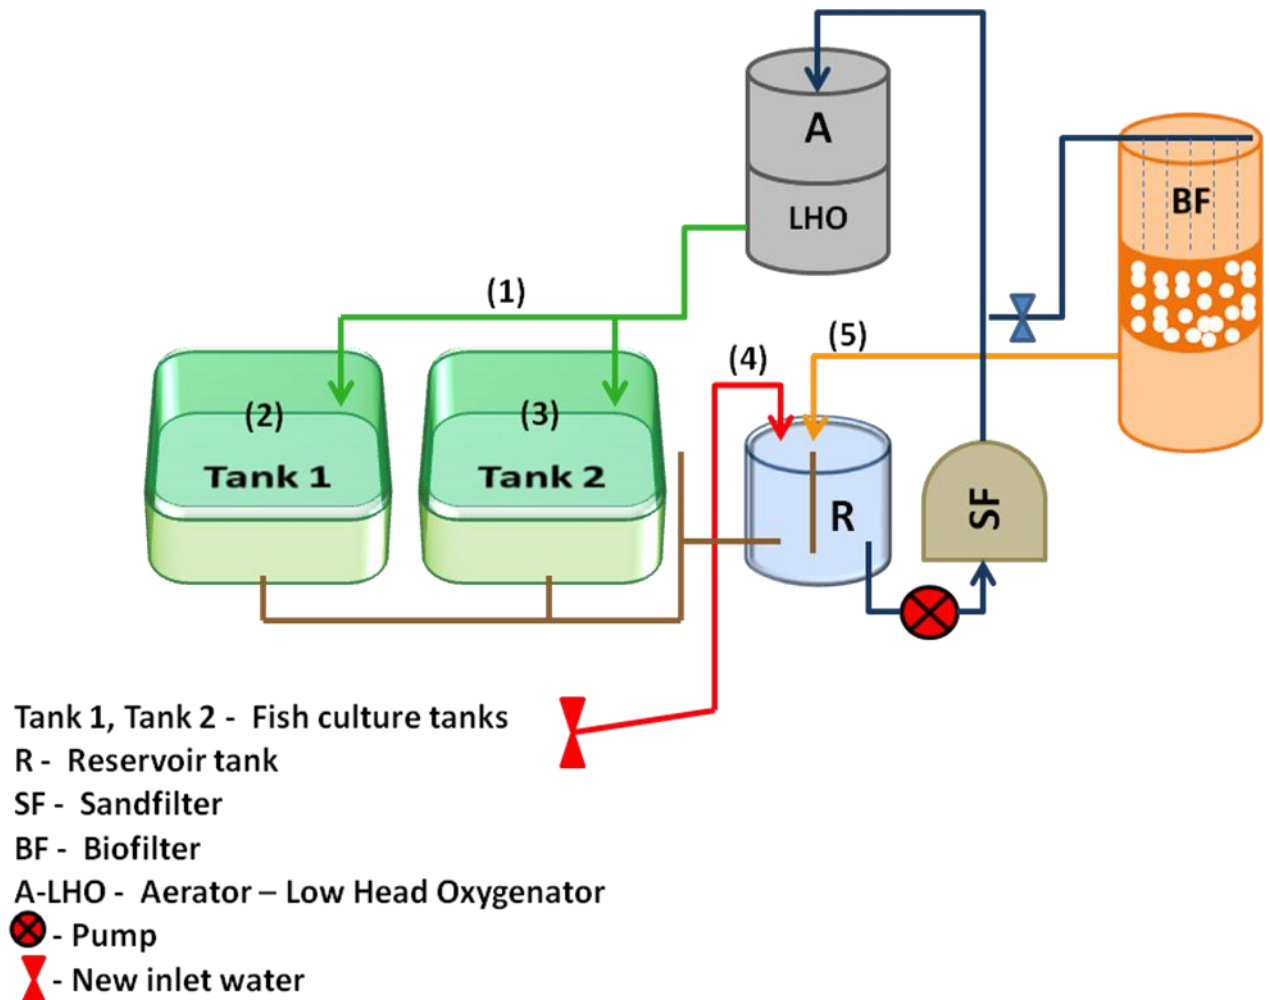 A
LHO
BF
(1)
(5)
(4)
(2)
(3)
Tank 1
Tank 2
R
SF
Tank 1, Tank 2 - Fish culture tanks
R - Reservoir tank
SF - Sandfilter
BF - Biofilter
A-LHO - Aerator – Low Head Oxygenator
- Pump
- New inlet water